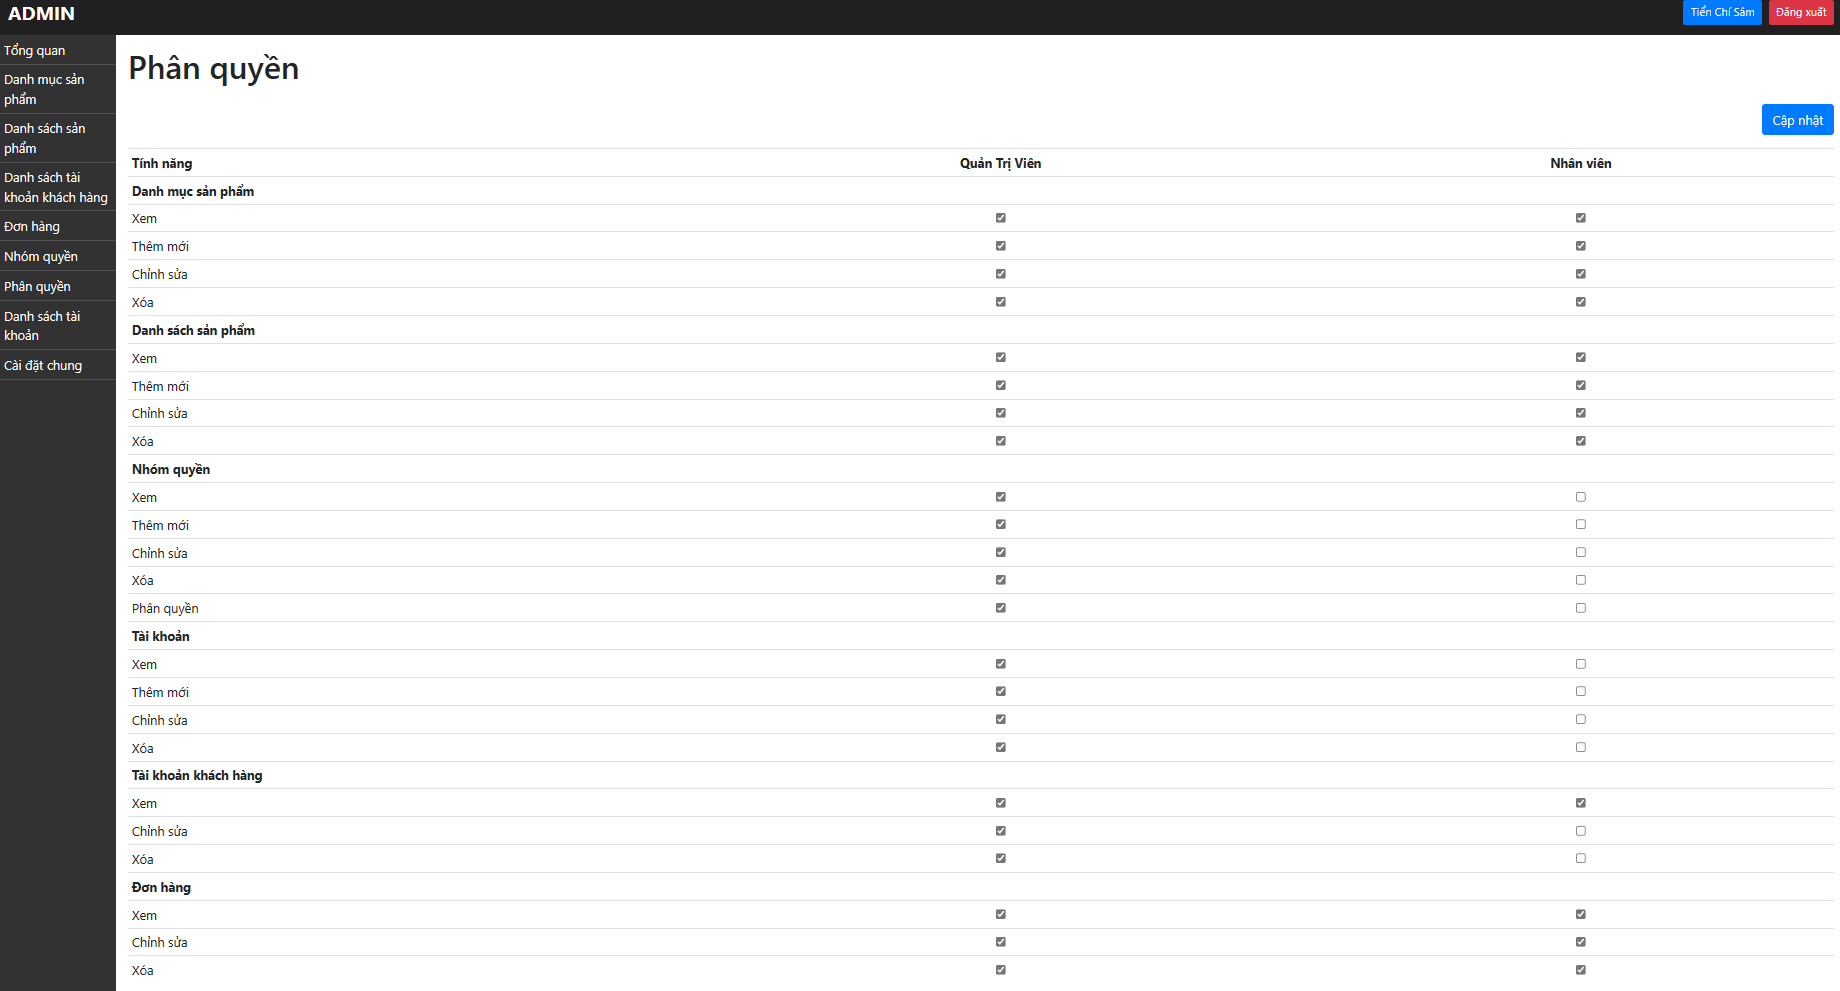 ADMIN
Tiển Chí Sâm
Đăng xuất
Tổng quan
Danh mục sản
phẩm
Danh sách sản
phẩm
Danh sách tài
khoản khách hàng
Đơn hàng
Nhóm quyền
Phân quyền
Danh sách tài
khoản
Cài đặt chung
Phân quyền
Cập nhật
Tính năng Quản Trị Viên Nhân viên
Danh mục sản phẩm
Xem
Thêm mới
Chỉnh sửa
Xóa
Danh sách sản phẩm
Xem
Thêm mới
Chỉnh sửa
Xóa
Nhóm quyền
Xem
Thêm mới
Chỉnh sửa
Xóa
Phân quyền
Tài khoản
Xem
Thêm mới
Chỉnh sửa
Xóa
Tài khoản khách hàng
Xem
Chỉnh sửa
Xóa
Đơn hàng
Xem
Chỉnh sửa
Xóa